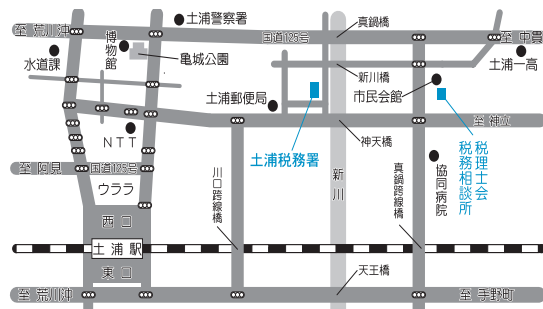 土浦警察署
真鍋橋
至 荒川沖
国道125号
至 中貫
博物館
水道課
亀城公園
土浦一高
新川橋
土浦郵便局
市民会館
至 神立
NTT
神天橋
土浦税務署
税理士会
税務相談所
至 阿見
国道125号
協同病院
ウララ
川口跨線橋
新川
真鍋跨線橋
西口
土浦駅
東口
天王橋
至 荒川沖
至 手野町